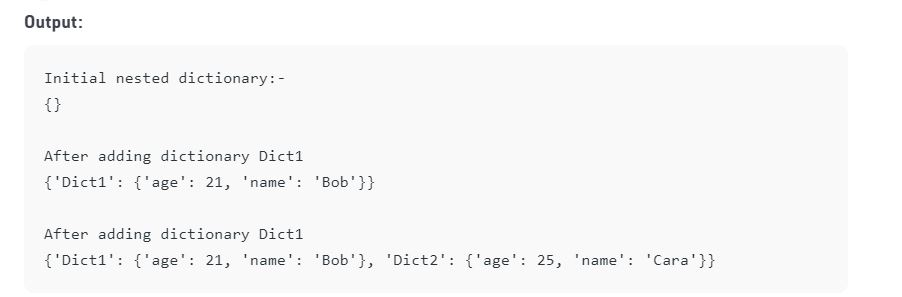 Output:
Initial nested dictionary:-
{}
After adding dictionary Dict1
{'Dict1': {'age': 21, 'name': 'Bob'}}
After adding dictionary Dict1
{'Dict1': {'age': 21, 'name': 'Bob'}, 'Dict2': {'age': 25, 'name': 'Cara'}}